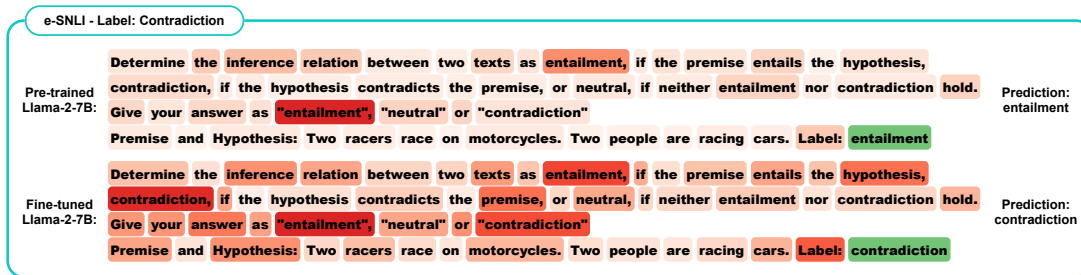 e-SNLI - Label: Contradiction
Pre-trained
Llama-2-7B:
Determine the inference relation between two texts as entailment, if the premise entails the hypothesis,
contradiction, if the hypothesis contradicts the premise, or neutral, if neither entailment nor contradiction hold.
Give your answer as "entailment", "neutral" or "contradiction"
Premise and Hypothesis: Two racers race on motorcycles. Two people are racing cars. Label: entailment
Prediction:
entailment
Fine-tuned
Llama-2-7B:
Determine the inference relation between two texts as entailment, if the premise entails the hypothesis,
contradiction, if the hypothesis contradicts the premise, or neutral, if neither entailment nor contradiction hold.
Give your answer as "entailment", "neutral" or "contradiction"
Premise and Hypothesis: Two racers race on motorcycles. Two people are racing cars. Label: contradiction
Prediction:
contradiction